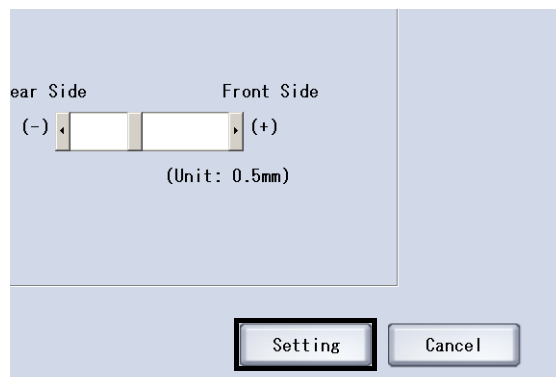 ear Side Front Side
(-) (+)
(Unit: 0.5mm)
Setting Cancel